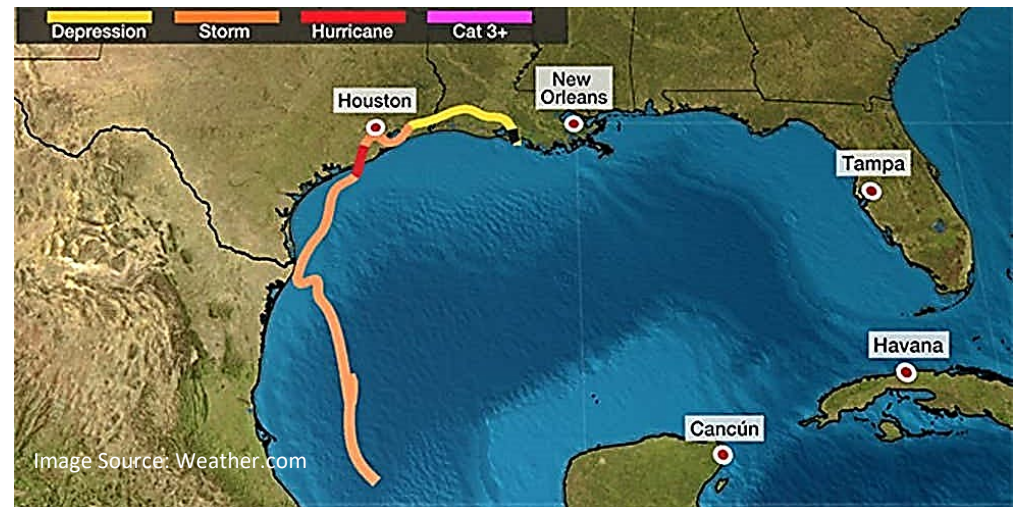 Depression Storm Hurricane Cat 3+
Houston
New
Orleans
Tampa
Havana
Cancún
Image Source: Weather.com